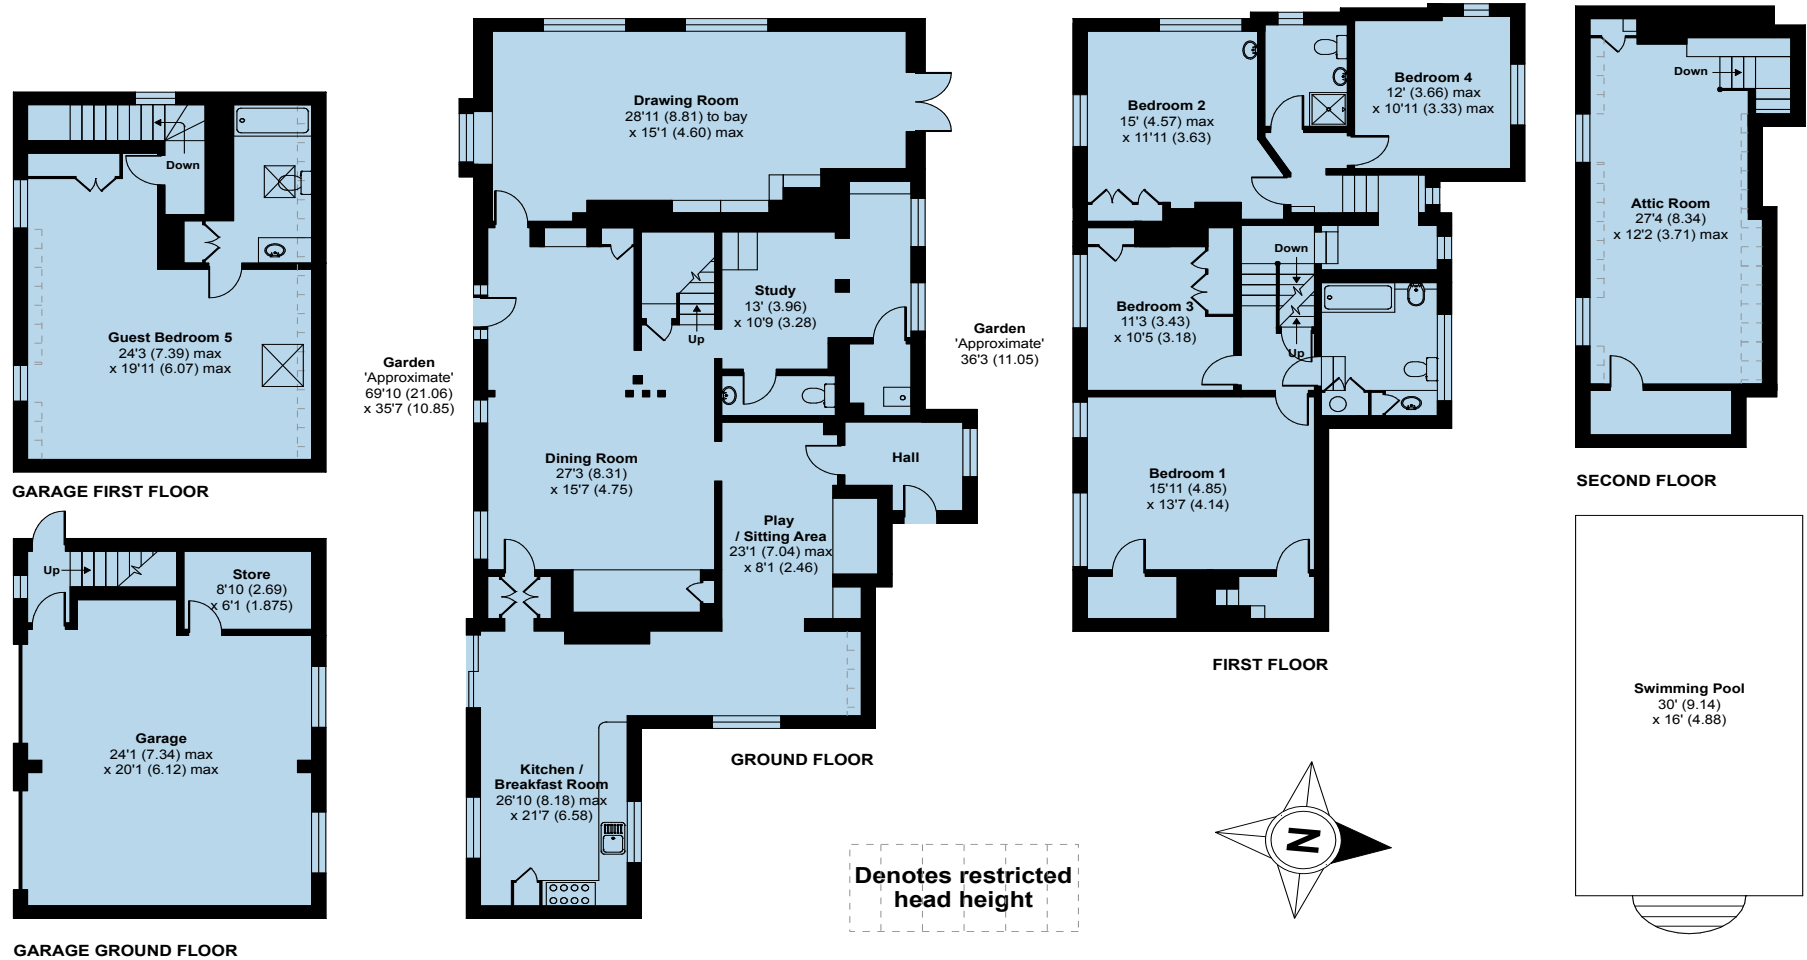 Down
Guest Bedroom 5
24'3 (7.39) max
x 19'11 (6.07) max
GARAGE FIRST FLOOR
Up
Store
8'10 (2.69)
x 6'1 (1.875)
Garage
24'1 (7.34) max
x 20'1 (6.12) max
GARAGE GROUND FLOOR
Garden
'Approximate'
69'10 (21.06)
x 35'7 (10.85)
Drawing Room
28'11 (8.81) to bay
x 15'1 (4.60) max
Study
13' (3.96)
x 10'9 (3.28)
Up
Dining Room
27'3 (8.31)
x 15'7 (4.75)
Hall
Play
/ Sitting Area
23'1 (7.04) max
x 8'1 (2.46)
Kitchen /
Breakfast Room
26'10 (8.18) max
x 21'7 (6.58)
GROUND FLOOR
Garden
'Approximate'
36'3 (11.05)
Denotes restricted
head height
Bedroom 2
15' (4.57) max
x 11'11 (3.63)
Bedroom 4
12' (3.66) max
x 10'11 (3.33) max
Down
Bedroom 3
11'3 (3.43)
x 10'5 (3.18)
Up
Bedroom 1
15'11 (4.85)
x 13'7 (4.14)
FIRST FLOOR
N
Down
Attic Room
27'4 (8.34)
x 12'2 (3.71) max
SECOND FLOOR
Swimming Pool
30' (9.14)
x 16' (4.88)